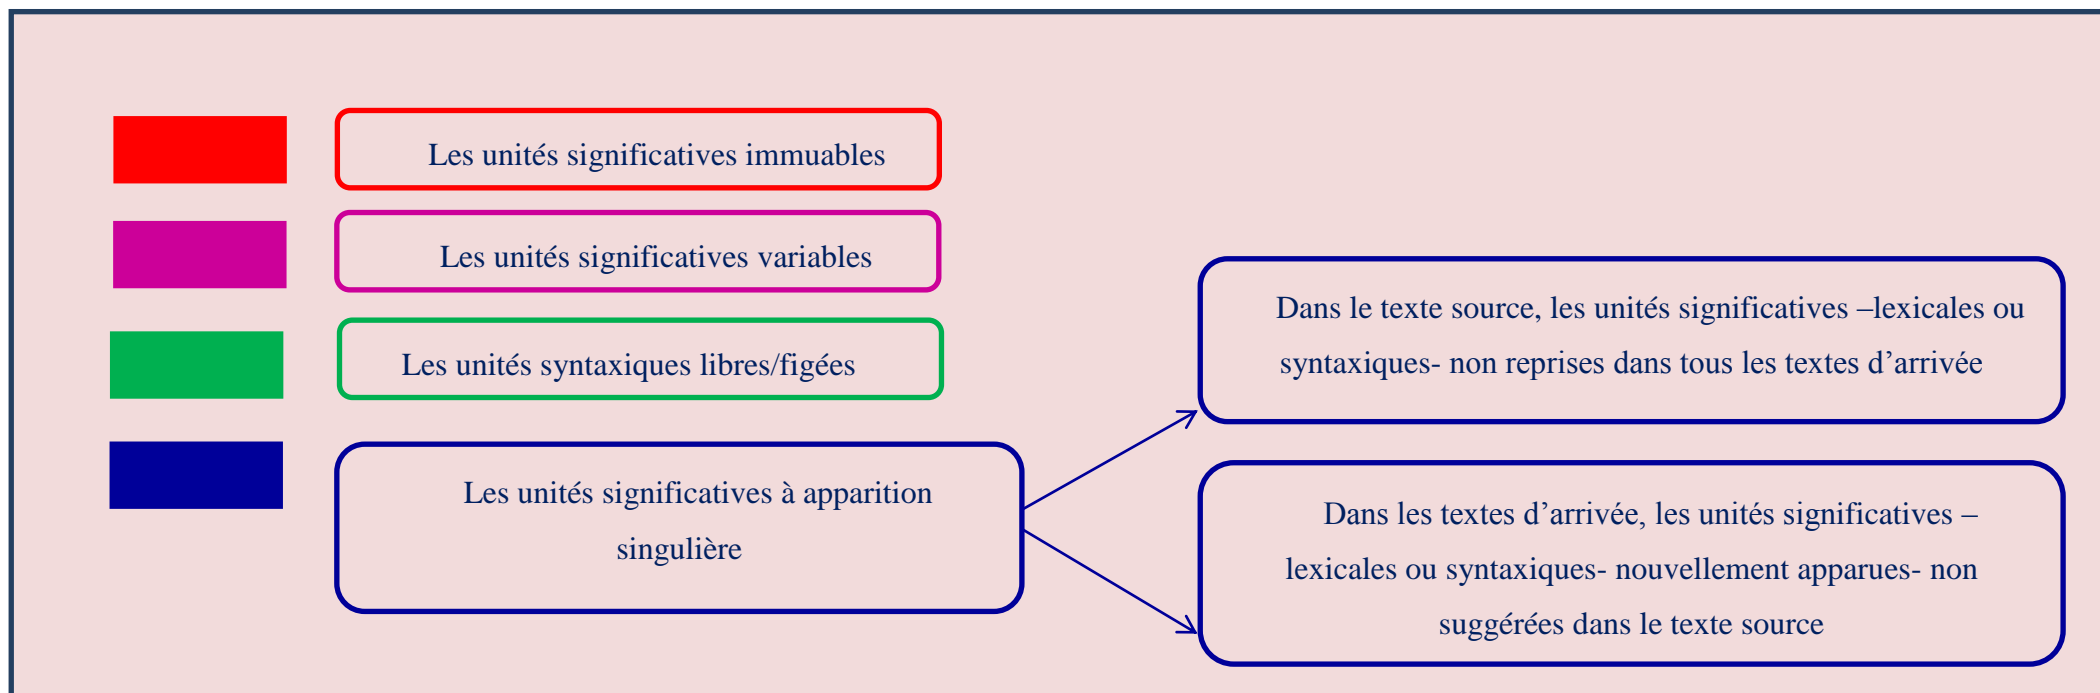 Les unités significatives immuables
Les unités significatives variables
Les unités syntaxiques libres/figées
Les unités significatives à apparition
singulière
Dans le texte source, les unités significatives –lexicales ou
syntaxiques- non reprises dans tous les textes d’arrivée
Dans les textes d’arrivée, les unités significatives –
lexicales ou syntaxiques- nouvellement apparues- non
suggérées dans le texte source